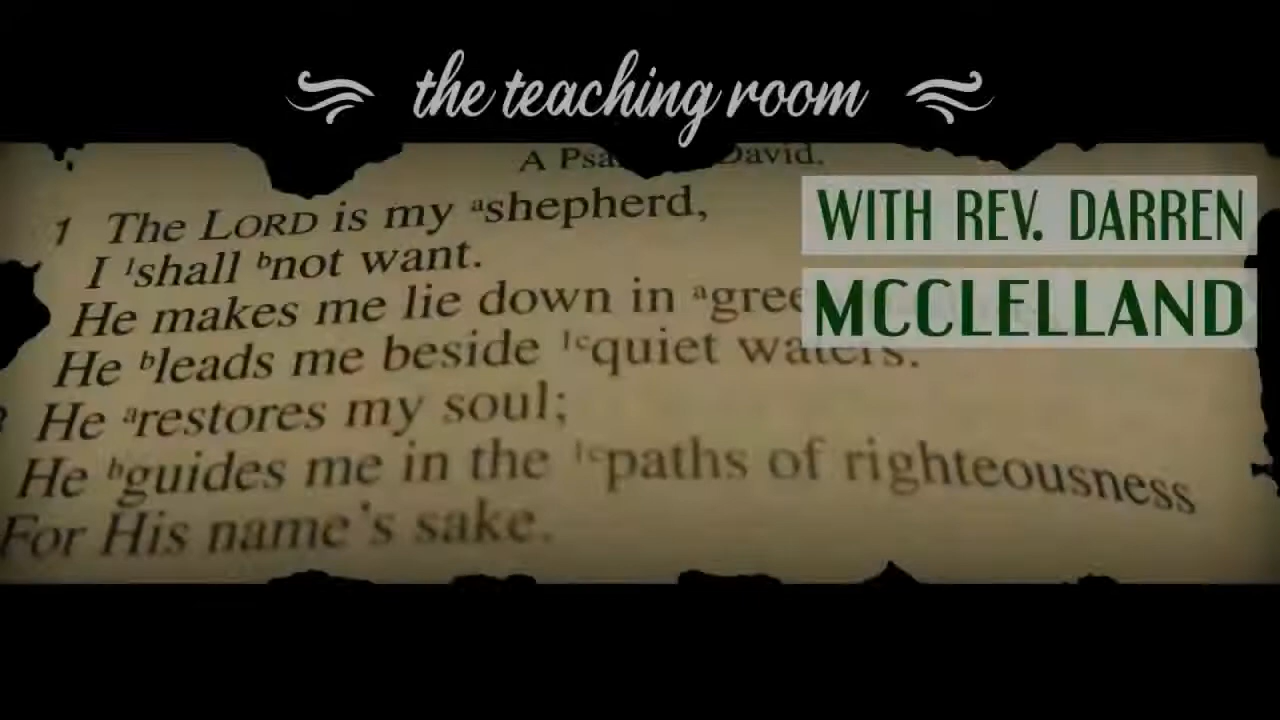 the teaching room
A Psa David.
WITH REV. DARREN
MCCLELLAND
1 The LORD is my ᵃshepherd,
I ¹shall ᵇnot want.
He makes me lie down in ᵃgree
He ᵇleads me beside ¹ᶜquiet waters.
He ᵃrestores my soul;
He ᵇguides me in the ¹ᶜpaths of righteousness
For His name's sake.